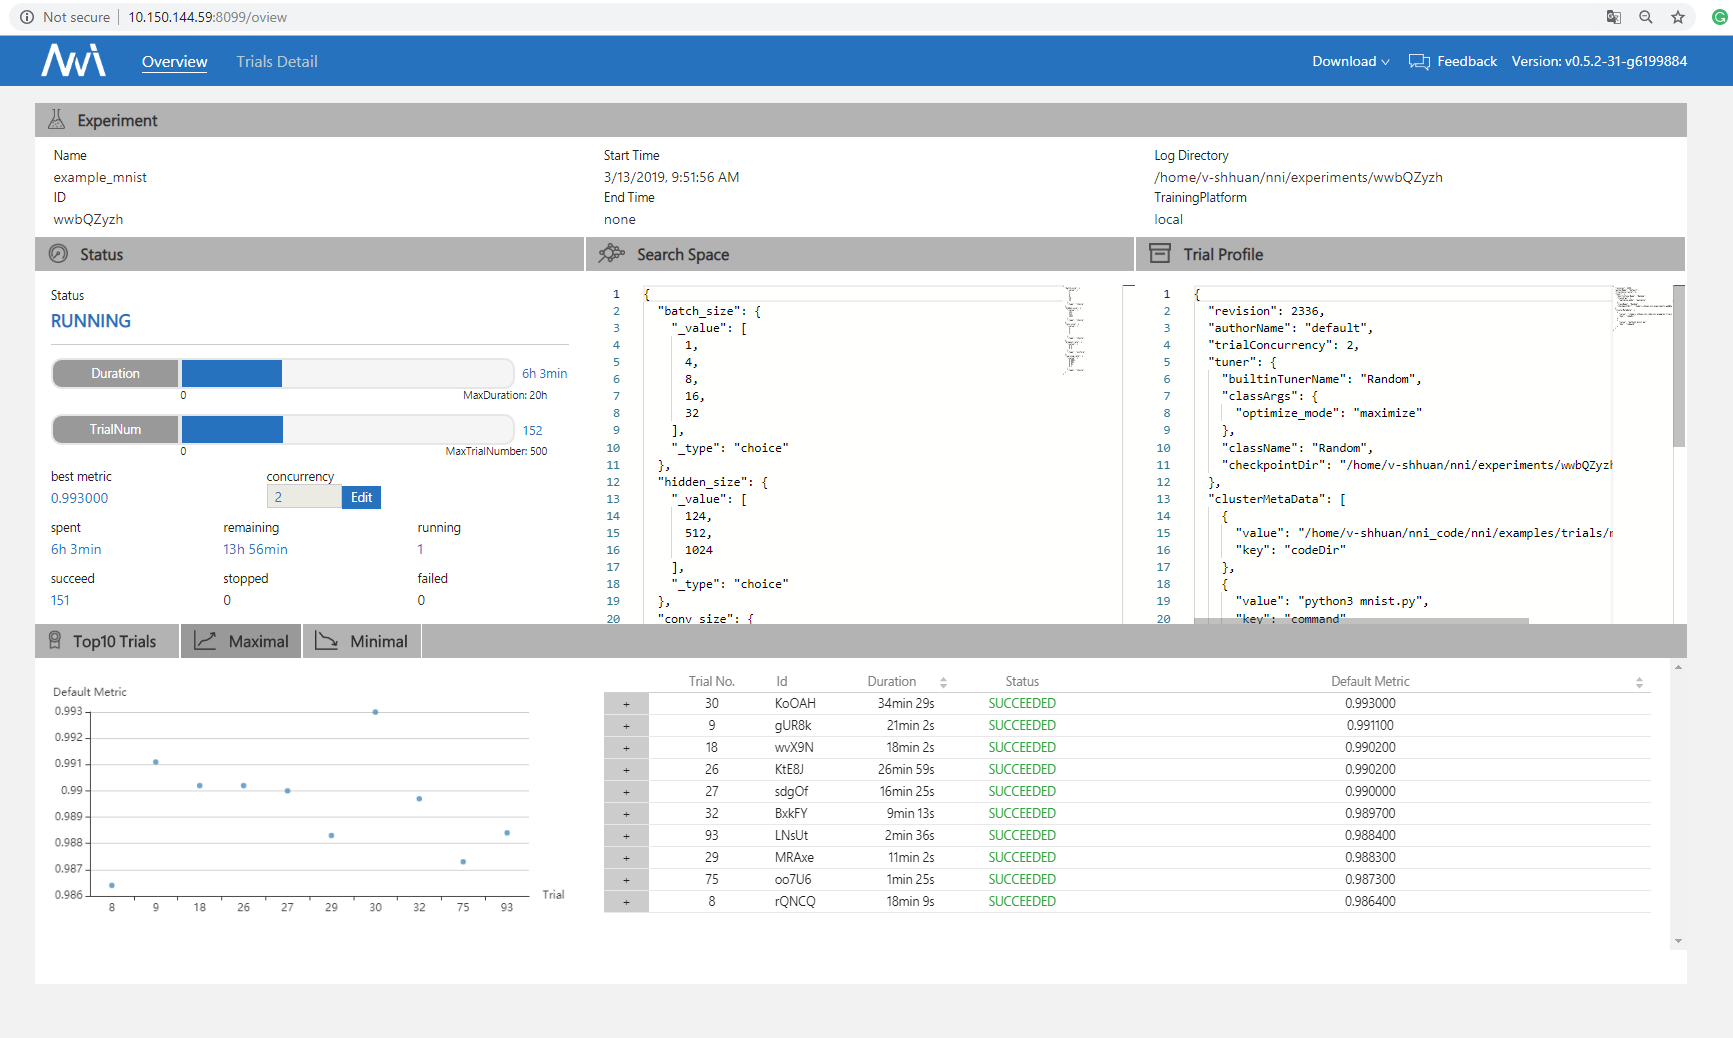 Not secure | 10.150.144.59:8099/oview
NNI Overview Trials Detail Download Feedback Version: v0.5.2-31-g6199884
Experiment
Name
example_mnist
ID
wwbQZyzh
Start Time
3/13/2019, 9:51:56 AM
End Time
none
Log Directory
/home/v-shhuan/nni/experiments/wwbQZyzh
TrainingPlatform
local
Status
Status
RUNNING
Duration 6h 3min
0 MaxDuration: 20h
TrialNum 152
0 MaxTrialNumber: 500
best metric concurrency
0.993000 2 Edit
spent remaining running
6h 3min 13h 56min 1
succeed stopped failed
151 0 0
Search Space
1 {
2 "batch_size": {
3 "_value": [
4 1,
5 4,
6 8,
7 16,
8 32
9 ],
10 "_type": "choice"
11 },
12 "hidden_size": {
13 "_value": [
14 124,
15 512,
16 1024
17 ],
18 "_type": "choice"
19 },
20 "conv_size": {
Trial Profile
1 {
2 "revision": 2336,
3 "authorName": "default",
4 "trialConcurrency": 2,
5 "tuner": {
6 "builtinTunerName": "Random",
7 "classArgs": {
8 "optimize_mode": "maximize"
9 },
10 "className": "Random",
11 "checkpointDir": "/home/v-shhuan/nni/experiments/wwbQZyzh
12 },
13 "clusterMetaData": [
14 {
15 "value": "/home/v-shhuan/nni_code/nni/examples/trials/m
16 "key": "codeDir"
17 },
18 {
19 "value": "python3 mnist.py",
20 "key": "command"
Top10 Trials Maximal Minimal
Default Metric
0.993
0.992
0.991
0.99
0.989
0.988
0.987
0.986
8 9 18 26 27 29 30 32 75 93
Trial
Trial No. Id Duration Status Default Metric
+ 30 KoOAH 34min 29s SUCCEEDED 0.993000
+ 9 gUR8k 21min 2s SUCCEEDED 0.991100
+ 18 wvX9N 18min 2s SUCCEEDED 0.990200
+ 26 KtE8J 26min 59s SUCCEEDED 0.990200
+ 27 sdgOf 16min 25s SUCCEEDED 0.990000
+ 32 BxkFY 9min 13s SUCCEEDED 0.989700
+ 93 LNsUt 2min 36s SUCCEEDED 0.988400
+ 29 MRAxe 11min 2s SUCCEEDED 0.988300
+ 75 oo7U6 1min 25s SUCCEEDED 0.987300
+ 8 rQNCQ 18min 9s SUCCEEDED 0.986400